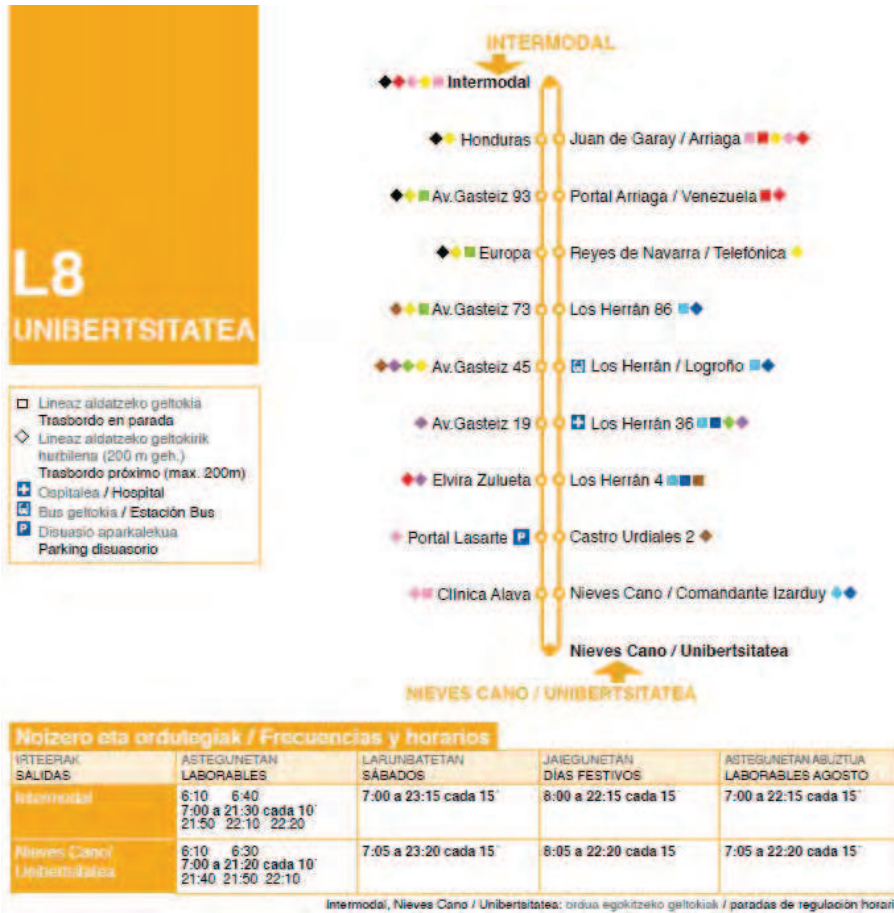 L8
UNIBERTSITATEA
Lineaz aldatzeko geltokia
Trasbordo en parada
Lineaz aldatzeko geltokirik
hurbilena (200 m geh.)
Trasbordo próximo (max. 200m)
Ospitalea / Hospital
Bus geltokia / Estación Bus
P Disuasio aparkalekua
Parking disuasorio
INTERMODAL
Intermodal
Honduras Juan de Garay / Arriaga
Av.Gasteiz 93 Portal Arriaga / Venezuela
Europa Reyes de Navarra / Telefónica
Av.Gasteiz 73 Los Herrán 86
Av.Gasteiz 45 Los Herrán / Logroño
Av.Gasteiz 19 Los Herrán 36
Elvira Zulueta Los Herrán 4
Portal Lasarte P Castro Urdiales 2
Clínica Alava Nieves Cano / Comandante Izarduy
Nieves Cano / Unibertsitatea
NIEVES CANO / UNIBERTSITATEA
Noizero eta ordutegiak / Frecuencias y horarios
IRTEERAK ASTEGUNETAN LARUNBATETAN JAIEGUNETAN ASTEGUNETAN ABUZTUA
SALIDAS LABORABLES SÁBADOS DÍAS FESTIVOS LABORABLES AGOSTO
Intermodal 6:10 6:40 7:00 a 23:15 cada 15´ 8:00 a 22:15 cada 15´ 7:00 a 22:15 cada 15´
7:00 a 21:30 cada 10´
21:50 22:10 22:20
Nieves Cano/ 6:10 6:30 7:05 a 23:20 cada 15´ 8:05 a 22:20 cada 15 7:05 a 22:20 cada 15´
Unibertsitatea 7:00 a 21:20 cada 10´
21:40 21:50 22:10
Intermodal, Nieves Cano / Unibertsitatea: ordua egokitzeko geltokiak / paradas de regulación horari